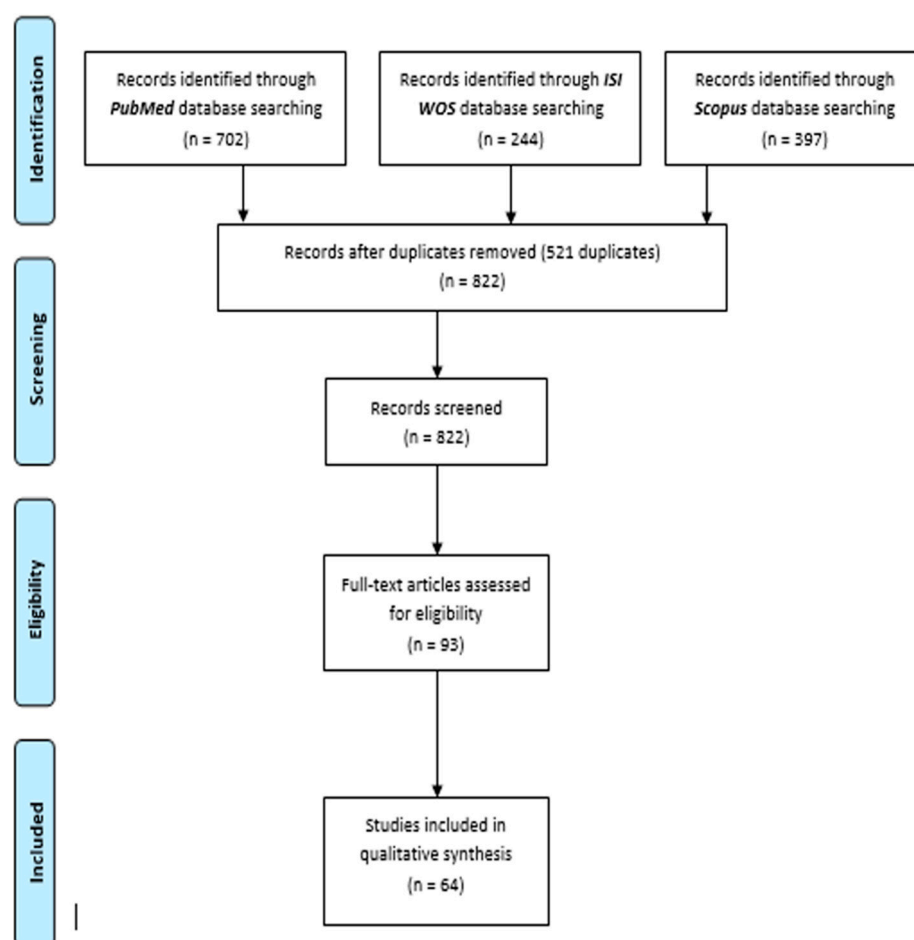 Identification
Records identified through
PubMed database searching
(n = 702)
Records identified through ISI
WOS database searching
(n = 244)
Records identified through
Scopus database searching
(n = 397)
Records after duplicates removed (521 duplicates)
(n = 822)
Screening
Records screened
(n = 822)
Eligibility
Full-text articles assessed
for eligibility
(n = 93)
Included
Studies included in
qualitative synthesis
(n = 64)